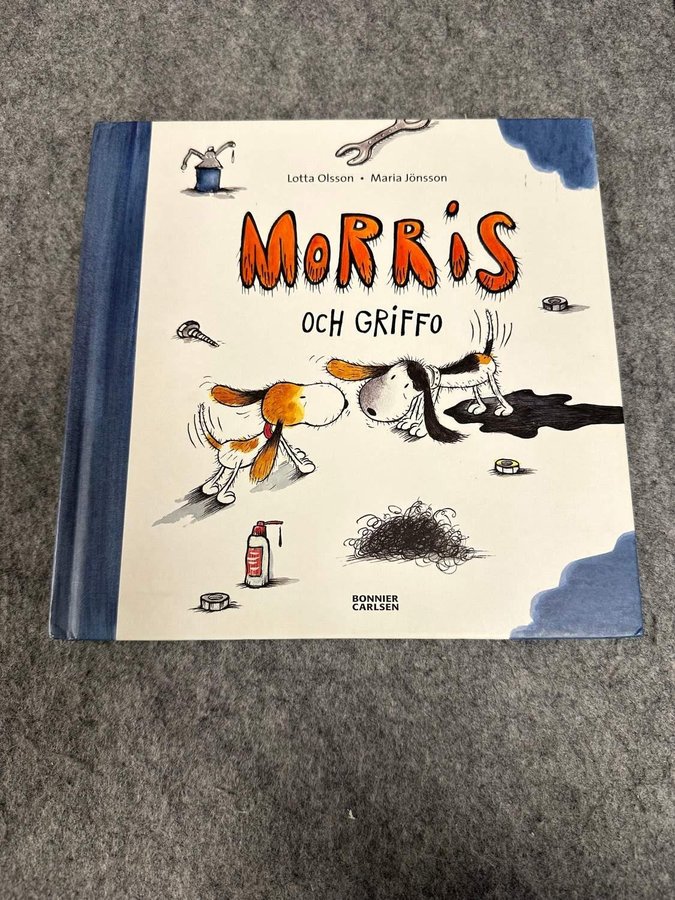 Lotta Olsson • Maria Jönsson
MORRiS
OCH GRiFFO
BONNIER
CARLSEN